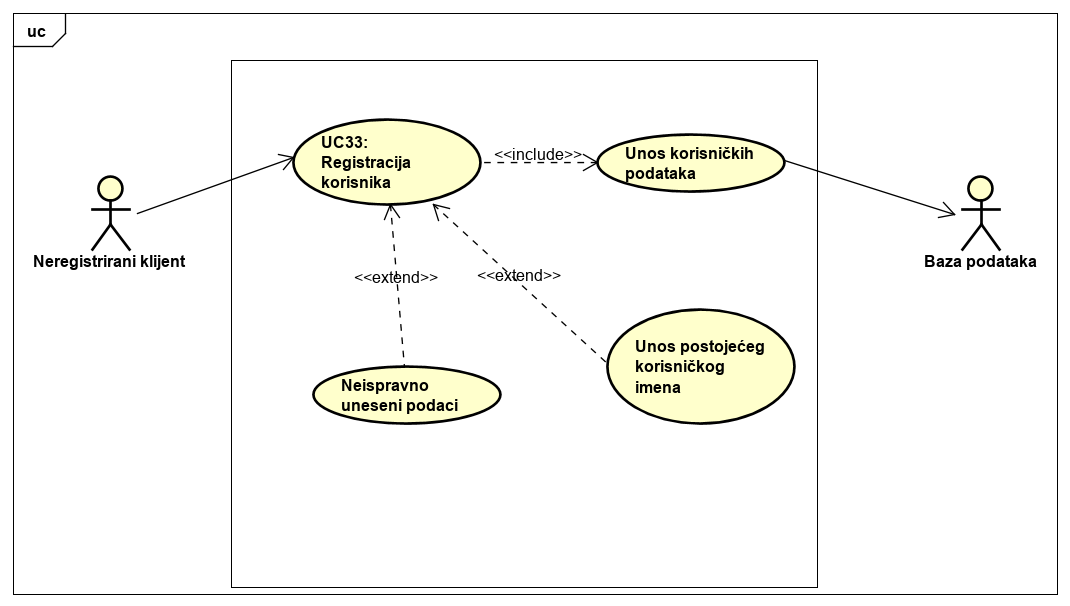 uc
UC33:
Registracija
korisnika
<<include>>
Unos korisničkih
podataka
Neregistrirani klijent
Baza podataka
<<extend>>
<<extend>>
Neispravno
uneseni podaci
Unos postojećeg
korisničkog
imena